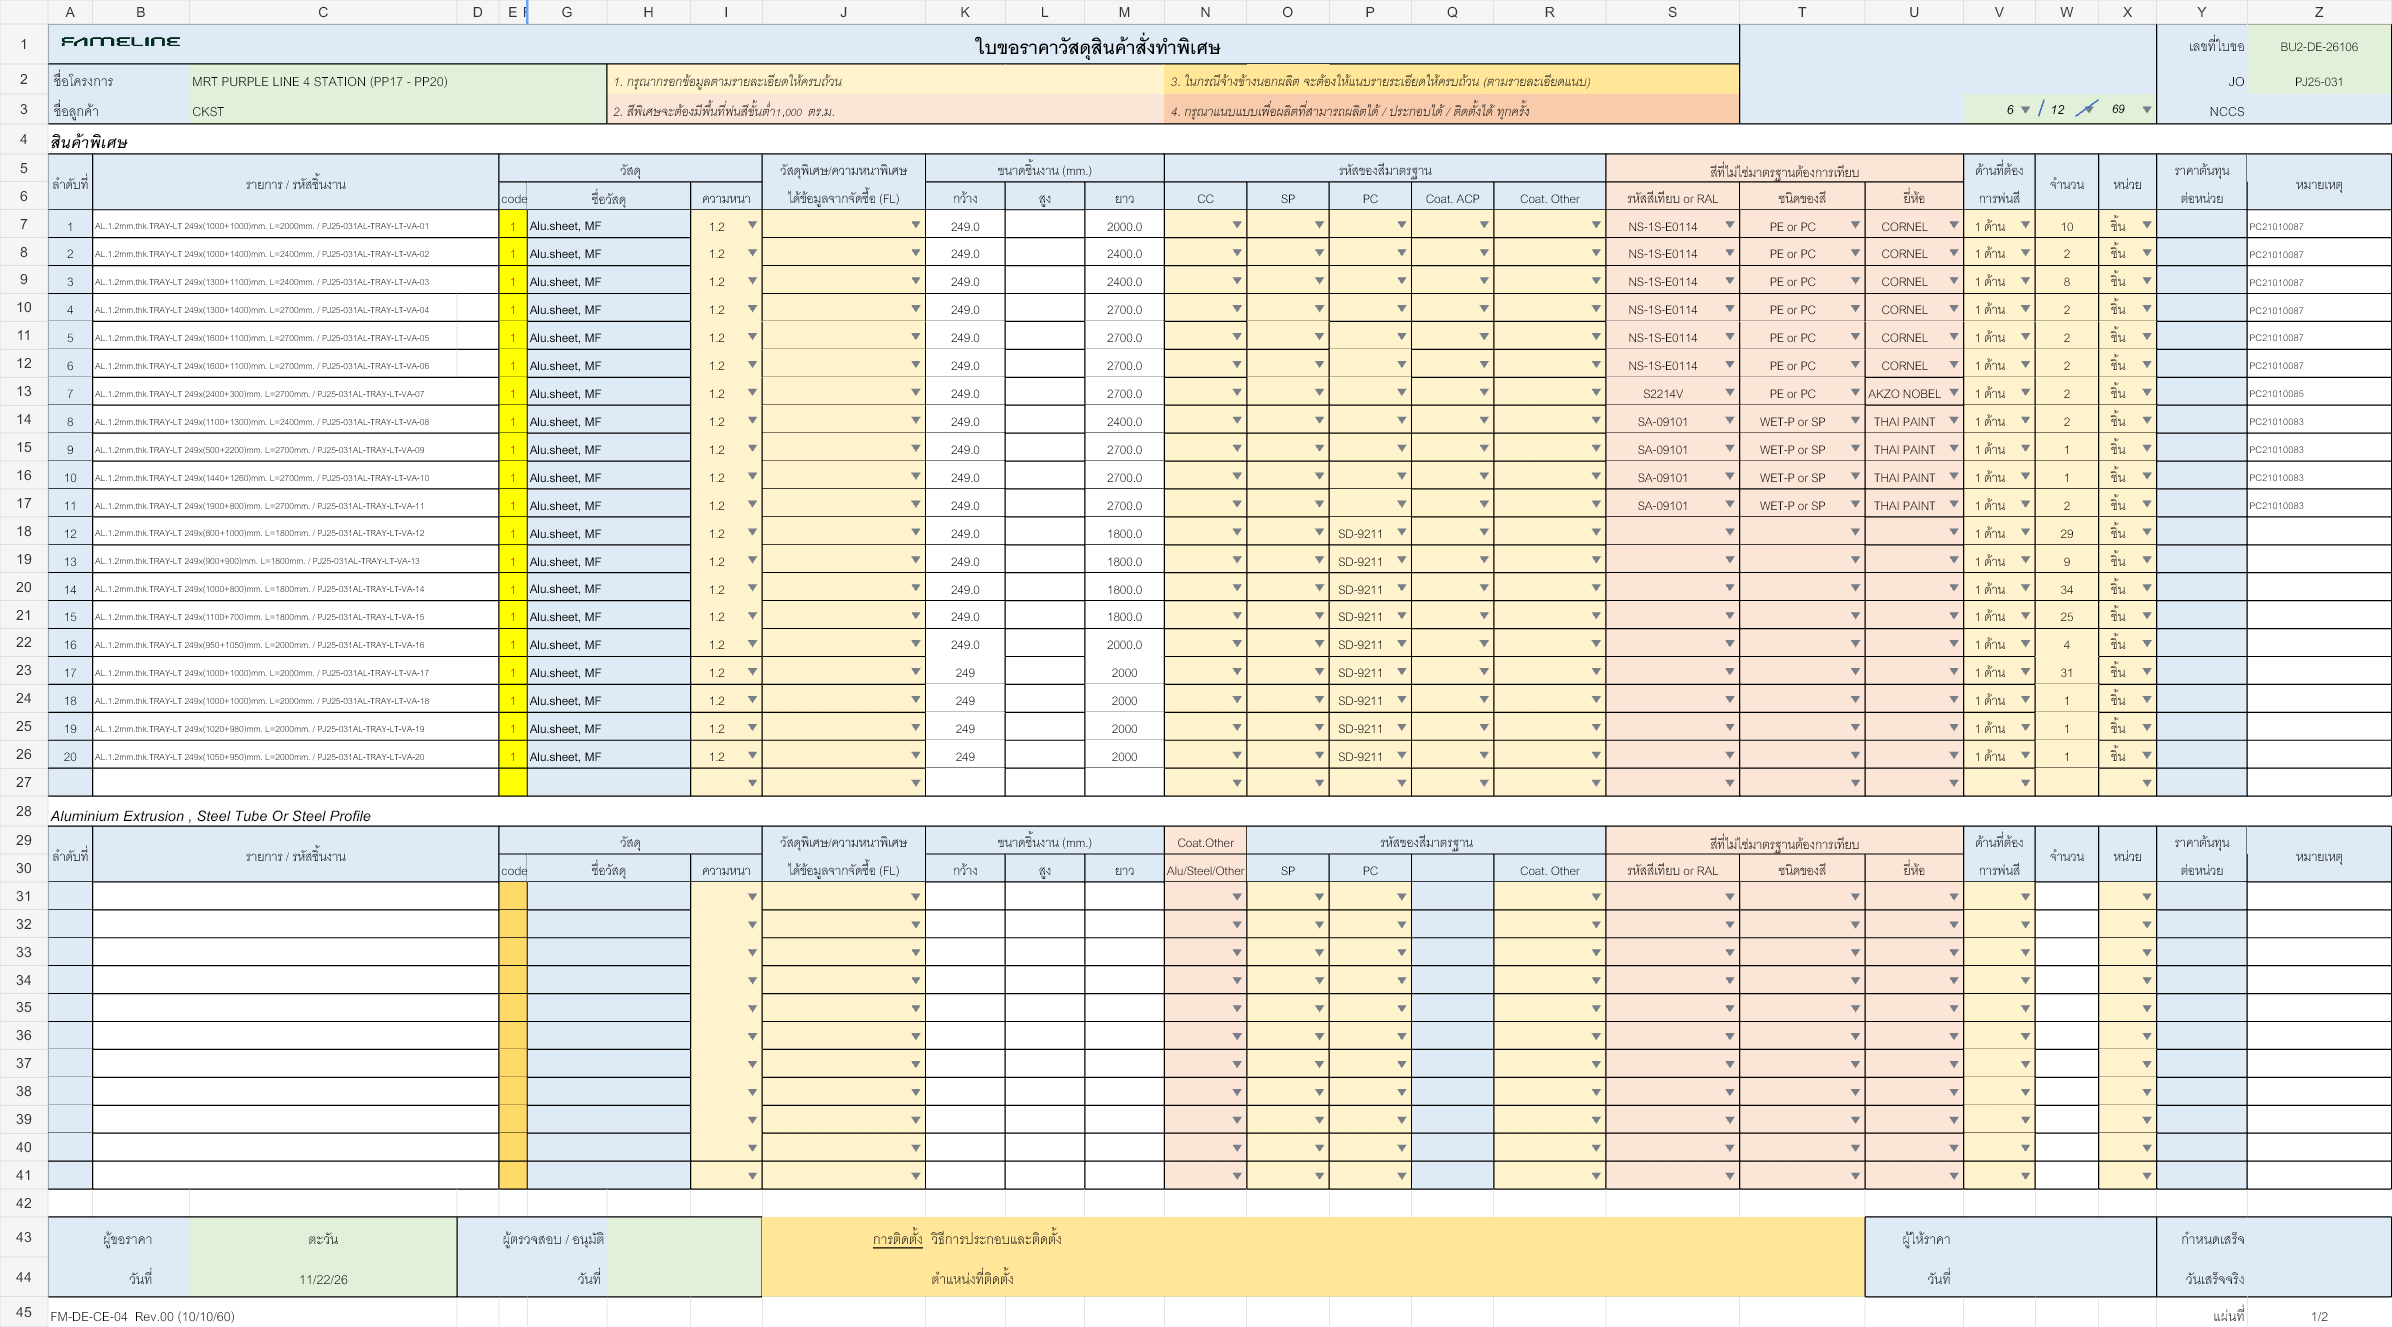 A B C D E F G H I J K L M N O P Q R S T U V W X Y Z
1 FAMELINE ใบขอราคาวัสดุสินค้าสั่งทำพิเศษ เลขที่ใบขอ BU2-DE-26106
2 ชื่อโครงการ MRT PURPLE LINE 4 STATION (PP17 - PP20) 1. กรุณากรอกข้อมูลตามรายละเอียดให้ครบถ้วน 3. ในกรณีจ้างช้างนอกผลิต จะต้องให้แนบรายระเอียดให้ครบถ้วน (ตามรายละเอียดแนบ) JO PJ25-031
3 ชื่อลูกค้า CKST 2. สีพิเศษจะต้องมีพื้นที่พ่นสีขั้นต่ำ1,000 ตร.ม. 4. กรุณาแนบแบบเพื่อผลิตที่สามารถผลิตได้ / ประกอบได้ / ติดตั้งได้ ทุกครั้ง 6 / 12 / 69 NCCS
4 สินค้าพิเศษ
5 ลำดับที่ รายการ / รหัสชิ้นงาน วัสดุ วัสดุพิเศษ/ความหนาพิเศษ ขนาดชิ้นงาน (mm.) รหัสของสีมาตรฐาน สีที่ไม่ใช่มาตรฐานต้องการเทียบ ด้านที่ต้อง จำนวน หน่วย ราคาต้นทุน หมายเหตุ
6 code ชื่อวัสดุ ความหนา ได้ข้อมูลจากจัดซื้อ (FL) กว้าง สูง ยาว CC SP PC Coat. ACP Coat. Other รหัสสีเทียบ or RAL ชนิดของสี ยี่ห้อ การพ่นสี ต่อหน่วย
7 1 AL.1.2mm.thk.TRAY-LT 249x(1000+1000)mm. L=2000mm. / PJ25-031AL-TRAY-LT-VA-01 1 Alu.sheet, MF 1.2 249.0 2000.0 NS-1S-E0114 PE or PC CORNEL 1 ด้าน 10 ชิ้น PC21010087
8 2 AL.1.2mm.thk.TRAY-LT 249x(1000+1400)mm. L=2400mm. / PJ25-031AL-TRAY-LT-VA-02 1 Alu.sheet, MF 1.2 249.0 2400.0 NS-1S-E0114 PE or PC CORNEL 1 ด้าน 2 ชิ้น PC21010087
9 3 AL.1.2mm.thk.TRAY-LT 249x(1300+1100)mm. L=2400mm. / PJ25-031AL-TRAY-LT-VA-03 1 Alu.sheet, MF 1.2 249.0 2400.0 NS-1S-E0114 PE or PC CORNEL 1 ด้าน 8 ชิ้น PC21010087
10 4 AL.1.2mm.thk.TRAY-LT 249x(1300+1400)mm. L=2700mm. / PJ25-031AL-TRAY-LT-VA-04 1 Alu.sheet, MF 1.2 249.0 2700.0 NS-1S-E0114 PE or PC CORNEL 1 ด้าน 2 ชิ้น PC21010087
11 5 AL.1.2mm.thk.TRAY-LT 249x(1600+1100)mm. L=2700mm. / PJ25-031AL-TRAY-LT-VA-05 1 Alu.sheet, MF 1.2 249.0 2700.0 NS-1S-E0114 PE or PC CORNEL 1 ด้าน 2 ชิ้น PC21010087
12 6 AL.1.2mm.thk.TRAY-LT 249x(1600+1100)mm. L=2700mm. / PJ25-031AL-TRAY-LT-VA-06 1 Alu.sheet, MF 1.2 249.0 2700.0 NS-1S-E0114 PE or PC CORNEL 1 ด้าน 2 ชิ้น PC21010087
13 7 AL.1.2mm.thk.TRAY-LT 249x(2400+300)mm. L=2700mm. / PJ25-031AL-TRAY-LT-VA-07 1 Alu.sheet, MF 1.2 249.0 2700.0 S2214V PE or PC AKZO NOBEL 1 ด้าน 2 ชิ้น PC21010085
14 8 AL.1.2mm.thk.TRAY-LT 249x(1100+1300)mm. L=2400mm. / PJ25-031AL-TRAY-LT-VA-08 1 Alu.sheet, MF 1.2 249.0 2400.0 SA-09101 WET-P or SP THAI PAINT 1 ด้าน 2 ชิ้น PC21010083
15 9 AL.1.2mm.thk.TRAY-LT 249x(500+2200)mm. L=2700mm. / PJ25-031AL-TRAY-LT-VA-09 1 Alu.sheet, MF 1.2 249.0 2700.0 SA-09101 WET-P or SP THAI PAINT 1 ด้าน 1 ชิ้น PC21010083
16 10 AL.1.2mm.thk.TRAY-LT 249x(1440+1260)mm. L=2700mm. / PJ25-031AL-TRAY-LT-VA-10 1 Alu.sheet, MF 1.2 249.0 2700.0 SA-09101 WET-P or SP THAI PAINT 1 ด้าน 1 ชิ้น PC21010083
17 11 AL.1.2mm.thk.TRAY-LT 249x(1900+800)mm. L=2700mm. / PJ25-031AL-TRAY-LT-VA-11 1 Alu.sheet, MF 1.2 249.0 2700.0 SA-09101 WET-P or SP THAI PAINT 1 ด้าน 2 ชิ้น PC21010083
18 12 AL.1.2mm.thk.TRAY-LT 249x(800+1000)mm. L=1800mm. / PJ25-031AL-TRAY-LT-VA-12 1 Alu.sheet, MF 1.2 249.0 1800.0 SD-9211 1 ด้าน 29 ชิ้น
19 13 AL.1.2mm.thk.TRAY-LT 249x(900+900)mm. L=1800mm. / PJ25-031AL-TRAY-LT-VA-13 1 Alu.sheet, MF 1.2 249.0 1800.0 SD-9211 1 ด้าน 9 ชิ้น
20 14 AL.1.2mm.thk.TRAY-LT 249x(1000+800)mm. L=1800mm. / PJ25-031AL-TRAY-LT-VA-14 1 Alu.sheet, MF 1.2 249.0 1800.0 SD-9211 1 ด้าน 34 ชิ้น
21 15 AL.1.2mm.thk.TRAY-LT 249x(1100+700)mm. L=1800mm. / PJ25-031AL-TRAY-LT-VA-15 1 Alu.sheet, MF 1.2 249.0 1800.0 SD-9211 1 ด้าน 25 ชิ้น
22 16 AL.1.2mm.thk.TRAY-LT 249x(950+1050)mm. L=2000mm. / PJ25-031AL-TRAY-LT-VA-16 1 Alu.sheet, MF 1.2 249.0 2000.0 SD-9211 1 ด้าน 4 ชิ้น
23 17 AL.1.2mm.thk.TRAY-LT 249x(1000+1000)mm. L=2000mm. / PJ25-031AL-TRAY-LT-VA-17 1 Alu.sheet, MF 1.2 249 2000 SD-9211 1 ด้าน 31 ชิ้น
24 18 AL.1.2mm.thk.TRAY-LT 249x(1000+1000)mm. L=2000mm. / PJ25-031AL-TRAY-LT-VA-18 1 Alu.sheet, MF 1.2 249 2000 SD-9211 1 ด้าน 1 ชิ้น
25 19 AL.1.2mm.thk.TRAY-LT 249x(1020+980)mm. L=2000mm. / PJ25-031AL-TRAY-LT-VA-19 1 Alu.sheet, MF 1.2 249 2000 SD-9211 1 ด้าน 1 ชิ้น
26 20 AL.1.2mm.thk.TRAY-LT 249x(1050+950)mm. L=2000mm. / PJ25-031AL-TRAY-LT-VA-20 1 Alu.sheet, MF 1.2 249 2000 SD-9211 1 ด้าน 1 ชิ้น
27
28 Aluminium Extrusion , Steel Tube Or Steel Profile
29 ลำดับที่ รายการ / รหัสชิ้นงาน วัสดุ วัสดุพิเศษ/ความหนาพิเศษ ขนาดชิ้นงาน (mm.) Coat.Other รหัสของสีมาตรฐาน สีที่ไม่ใช่มาตรฐานต้องการเทียบ ด้านที่ต้อง จำนวน หน่วย ราคาต้นทุน หมายเหตุ
30 code ชื่อวัสดุ ความหนา ได้ข้อมูลจากจัดซื้อ (FL) กว้าง สูง ยาว Alu/Steel/Other SP PC Coat. Other รหัสสีเทียบ or RAL ชนิดของสี ยี่ห้อ การพ่นสี ต่อหน่วย
31
32
33
34
35
36
37
38
39
40
41
42
43 ผู้ขอราคา ตะวัน ผู้ตรวจสอบ / อนุมัติ การติดตั้ง วิธีการประกอบและติดตั้ง ผู้ให้ราคา กำหนดเสร็จ
44 วันที่ 11/22/26 วันที่ ตำแหน่งที่ติดตั้ง วันที่ วันเสร็จจริง
45 FM-DE-CE-04 Rev.00 (10/10/60) แผ่นที่ 1/2